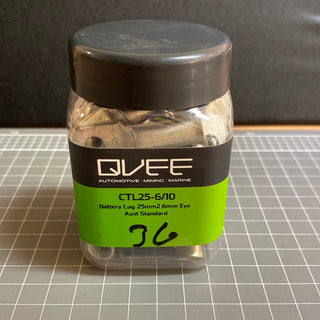 QVEE
AUTOMOTIVE | MINING | MARINE
CTL25-6/10
Battery Lug 25mm2 6mm Eye
Aust Standard
36